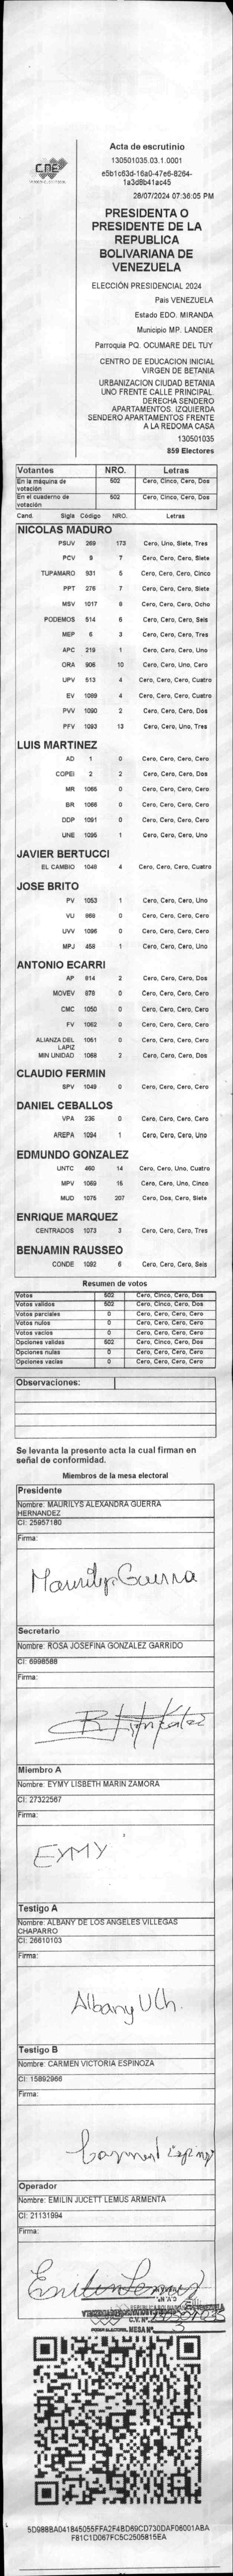 CNE
Acta de escrutinio
130501035.03.1.0001
e5b1c63d-16a0-47e6-8264-
1a3d8b41ac45
28/07/2024 07:36:05 PM
PRESIDENTA O
PRESIDENTE DE LA
REPUBLICA
BOLIVARIANA DE
VENEZUELA
ELECCIÓN PRESIDENCIAL 2024
Pais VENEZUELA
Estado EDO. MIRANDA
Municipio MP. LANDER
Parroquia PQ. OCUMARE DEL TUY
CENTRO DE EDUCACION INICIAL
VIRGEN DE BETANIA
URBANIZACION CIUDAD BETANIA
UNO FRENTE CALLE PRINCIPAL.
DERECHA SENDERO
APARTAMENTOS. IZQUIERDA
SENDERO APARTAMENTOS FRENTE
A LA REDOMA CASA
130501035
859 Electores
Votantes NRO. Letras
En la máquina de votación 502 Cero, Cinco, Cero, Dos
En el cuaderno de votación 502 Cero, Cinco, Cero, Dos
Cand. Sigla Código NRO. Letras
NICOLAS MADURO
PSUV 269 173 Cero, Uno, Siete, Tres
PCV 9 7 Cero, Cero, Cero, Siete
TUPAMARO 931 5 Cero, Cero, Cero, Cinco
PPT 276 7 Cero, Cero, Cero, Siete
MSV 1017 8 Cero, Cero, Cero, Ocho
PODEMOS 514 6 Cero, Cero, Cero, Seis
MEP 6 3 Cero, Cero, Cero, Tres
APC 219 1 Cero, Cero, Cero, Uno
ORA 906 10 Cero, Cero, Uno, Cero
UPV 513 4 Cero, Cero, Cero, Cuatro
EV 1089 4 Cero, Cero, Cero, Cuatro
PVV 1090 2 Cero, Cero, Cero, Dos
PFV 1093 13 Cero, Cero, Uno, Tres
LUIS MARTINEZ
AD 1 0 Cero, Cero, Cero, Cero
COPEI 2 2 Cero, Cero, Cero, Dos
MR 1065 0 Cero, Cero, Cero, Cero
BR 1066 0 Cero, Cero, Cero, Cero
DDP 1091 0 Cero, Cero, Cero, Cero
UNE 1095 1 Cero, Cero, Cero, Uno
JAVIER BERTUCCI
EL CAMBIO 1048 4 Cero, Cero, Cero, Cuatro
JOSE BRITO
PV 1053 1 Cero, Cero, Cero, Uno
VU 868 0 Cero, Cero, Cero, Cero
UVV 1096 0 Cero, Cero, Cero, Cero
MPJ 458 1 Cero, Cero, Cero, Uno
ANTONIO ECARRI
AP 814 2 Cero, Cero, Cero, Dos
MOVEV 878 0 Cero, Cero, Cero, Cero
CMC 1050 0 Cero, Cero, Cero, Cero
FV 1062 0 Cero, Cero, Cero, Cero
ALIANZA DEL LAPIZ 1051 0 Cero, Cero, Cero, Cero
MIN UNIDAD 1088 2 Cero, Cero, Cero, Dos
CLAUDIO FERMIN
SPV 1049 0 Cero, Cero, Cero, Cero
DANIEL CEBALLOS
VPA 236 0 Cero, Cero, Cero, Cero
AREPA 1094 1 Cero, Cero, Cero, Uno
EDMUNDO GONZALEZ
UNTC 460 14 Cero, Cero, Uno, Cuatro
MPV 1069 15 Cero, Cero, Uno, Cinco
MUD 1075 207 Cero, Dos, Cero, Siete
ENRIQUE MARQUEZ
CENTRADOS 1073 3 Cero, Cero, Cero, Tres
BENJAMIN RAUSSEO
CONDE 1092 6 Cero, Cero, Cero, Seis
Resumen de votos
Votos 502 Cero, Cinco, Cero, Dos
Votos validos 502 Cero, Cinco, Cero, Dos
Votos parciales 0 Cero, Cero, Cero, Cero
Votos nulos 0 Cero, Cero, Cero, Cero
Votos vacios 0 Cero, Cero, Cero, Cero
Opciones validas 502 Cero, Cinco, Cero, Dos
Opciones nulas 0 Cero, Cero, Cero, Cero
Opciones vacias 0 Cero, Cero, Cero, Cero
Observaciones:
Se levanta la presente acta la cual firman en
señal de conformidad.
Miembros de la mesa electoral
Presidente
Nombre: MAURILYS ALEXANDRA GUERRA
HERNANDEZ
CI: 25957180
Firma:
Maurilys Guerra
Secretario
Nombre: ROSA JOSEFINA GONZALEZ GARRIDO
CI: 6998588
Firma:
Miembro A
Nombre: EYMY LISBETH MARIN ZAMORA
CI: 27322567
Firma:
EYMY
Testigo A
Nombre: ALBANY DE LOS ANGELES VILLEGAS
CHAPARRO
CI: 26610103
Firma:
Albany Vch.
Testigo B
Nombre: CARMEN VICTORIA ESPINOZA
CI: 15892966
Firma:
Carmen Espinoz
Operador
Nombre: EMILIN JUCETT LEMUS ARMENTA
CI: 21131994
Firma:
Emilin Lemus
PODER ELECTORAL MESA Nº 3
5D988BA041845055FFA2F4BD69CD730DAF06001ABA
F81C1D067FC5C2505815EA